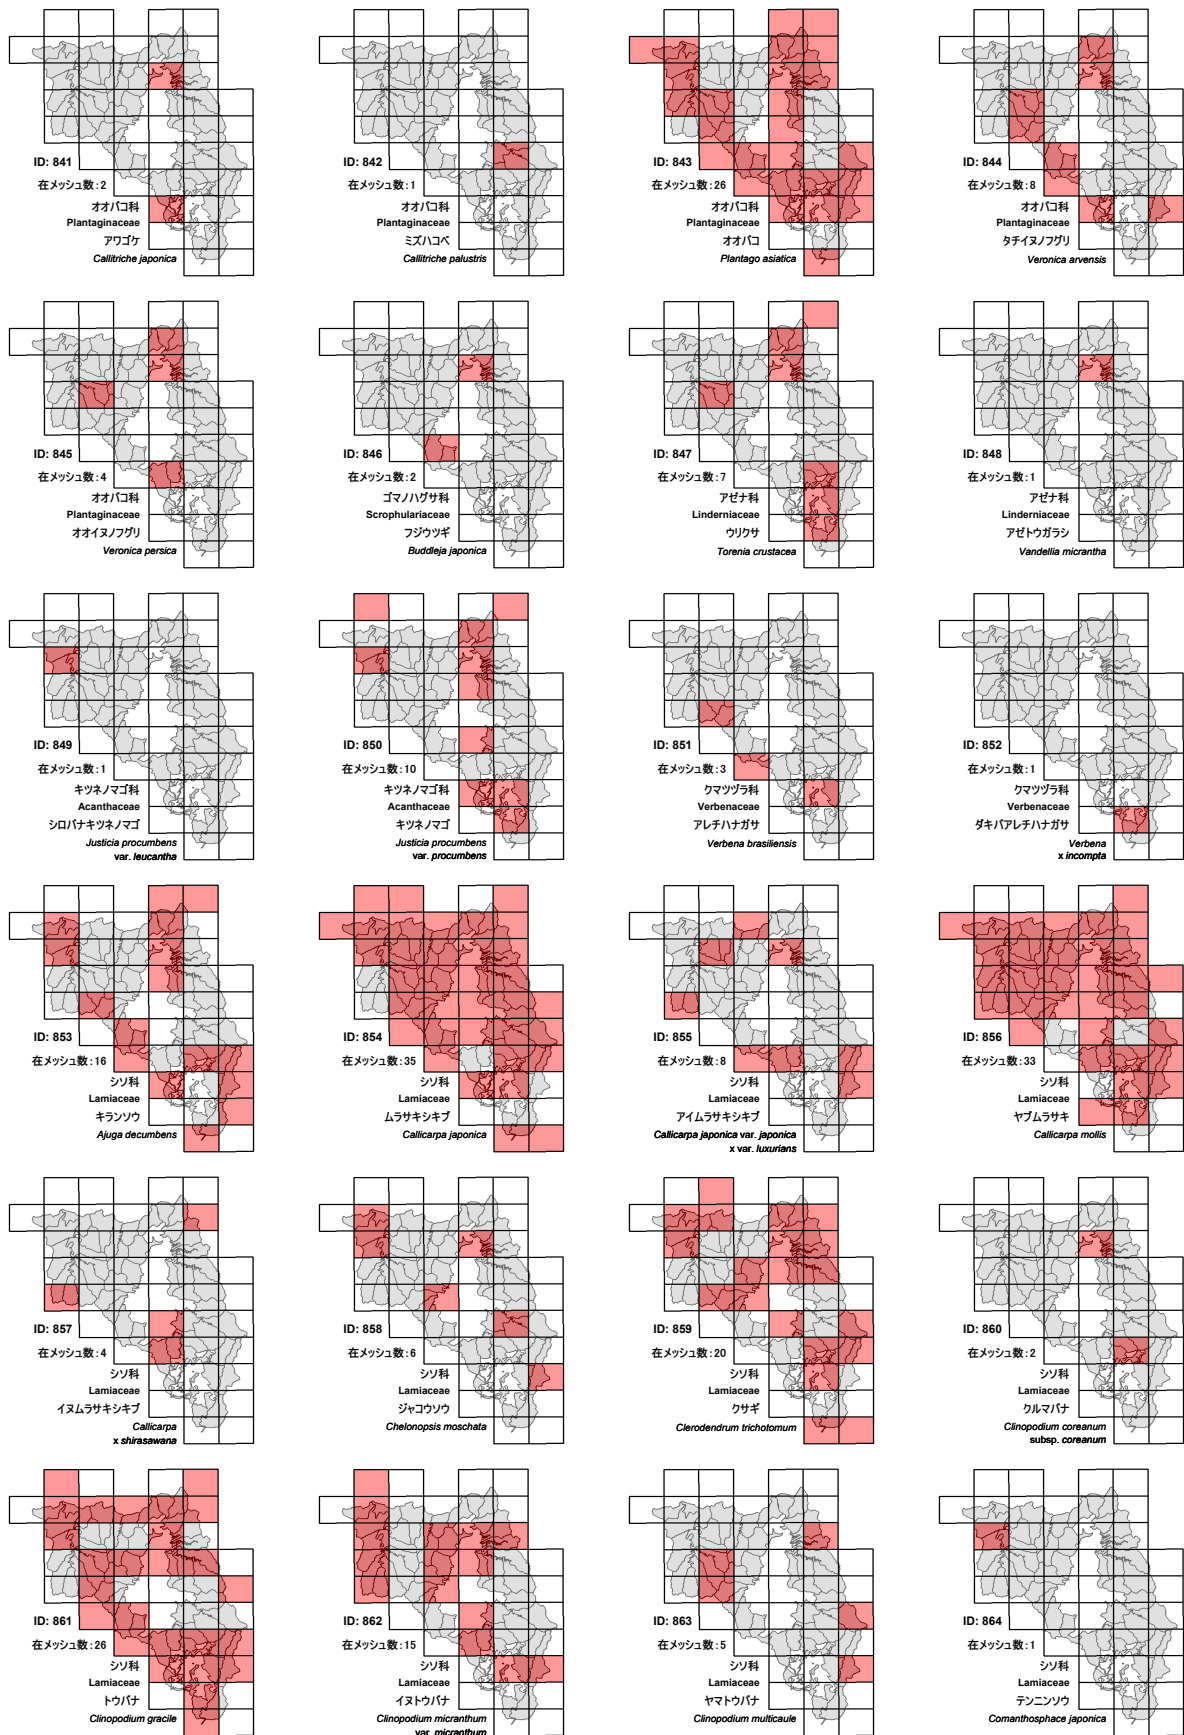 ID: 841
在メッシュ数:2
オオバコ科
Plantaginaceae
アワゴケ
Callitriche japonica
ID: 842
在メッシュ数:1
オオバコ科
Plantaginaceae
ミズハコベ
Callitriche palustris
ID: 843
在メッシュ数:26
オオバコ科
Plantaginaceae
オオバコ
Plantago asiatica
ID: 844
在メッシュ数:8
オオバコ科
Plantaginaceae
タチイヌノフグリ
Veronica arvensis
ID: 845
在メッシュ数:4
オオバコ科
Plantaginaceae
オオイヌノフグリ
Veronica persica
ID: 846
在メッシュ数:2
ゴマノハグサ科
Scrophulariaceae
フジウツギ
Buddleja japonica
ID: 847
在メッシュ数:7
アゼナ科
Linderniaceae
ウリクサ
Torenia crustacea
ID: 848
在メッシュ数:1
アゼナ科
Linderniaceae
アゼトウガラシ
Vandellia micrantha
ID: 849
在メッシュ数:1
キツネノマゴ科
Acanthaceae
シロバナキツネノマゴ
Justicia procumbens
var. leucantha
ID: 850
在メッシュ数:10
キツネノマゴ科
Acanthaceae
キツネノマゴ
Justicia procumbens
var. procumbens
ID: 851
在メッシュ数:3
クマツヅラ科
Verbenaceae
アレチハナガサ
Verbena brasiliensis
ID: 852
在メッシュ数:1
クマツヅラ科
Verbenaceae
ダキバアレチハナガサ
Verbena
x incompta
ID: 853
在メッシュ数:16
シソ科
Lamiaceae
キランソウ
Ajuga decumbens
ID: 854
在メッシュ数:35
シソ科
Lamiaceae
ムラサキシキブ
Callicarpa japonica
ID: 855
在メッシュ数:8
シソ科
Lamiaceae
アイムラサキシキブ
Callicarpa japonica var. japonica
x var. luxurians
ID: 856
在メッシュ数:33
シソ科
Lamiaceae
ヤブムラサキ
Callicarpa mollis
ID: 857
在メッシュ数:4
シソ科
Lamiaceae
イヌムラサキシキブ
Callicarpa
x shirasawana
ID: 858
在メッシュ数:6
シソ科
Lamiaceae
ジャコウソウ
Chelonopsis moschata
ID: 859
在メッシュ数:20
シソ科
Lamiaceae
クサギ
Clerodendrum trichotomum
ID: 860
在メッシュ数:2
シソ科
Lamiaceae
クルマバナ
Clinopodium coreanum
subsp. coreanum
ID: 861
在メッシュ数:26
シソ科
Lamiaceae
トウバナ
Clinopodium gracile
ID: 862
在メッシュ数:15
シソ科
Lamiaceae
イヌトウバナ
Clinopodium micranthum
var. micranthum
ID: 863
在メッシュ数:5
シソ科
Lamiaceae
ヤマトウバナ
Clinopodium multicaule
ID: 864
在メッシュ数:1
シソ科
Lamiaceae
テンニンソウ
Comanthosphace japonica